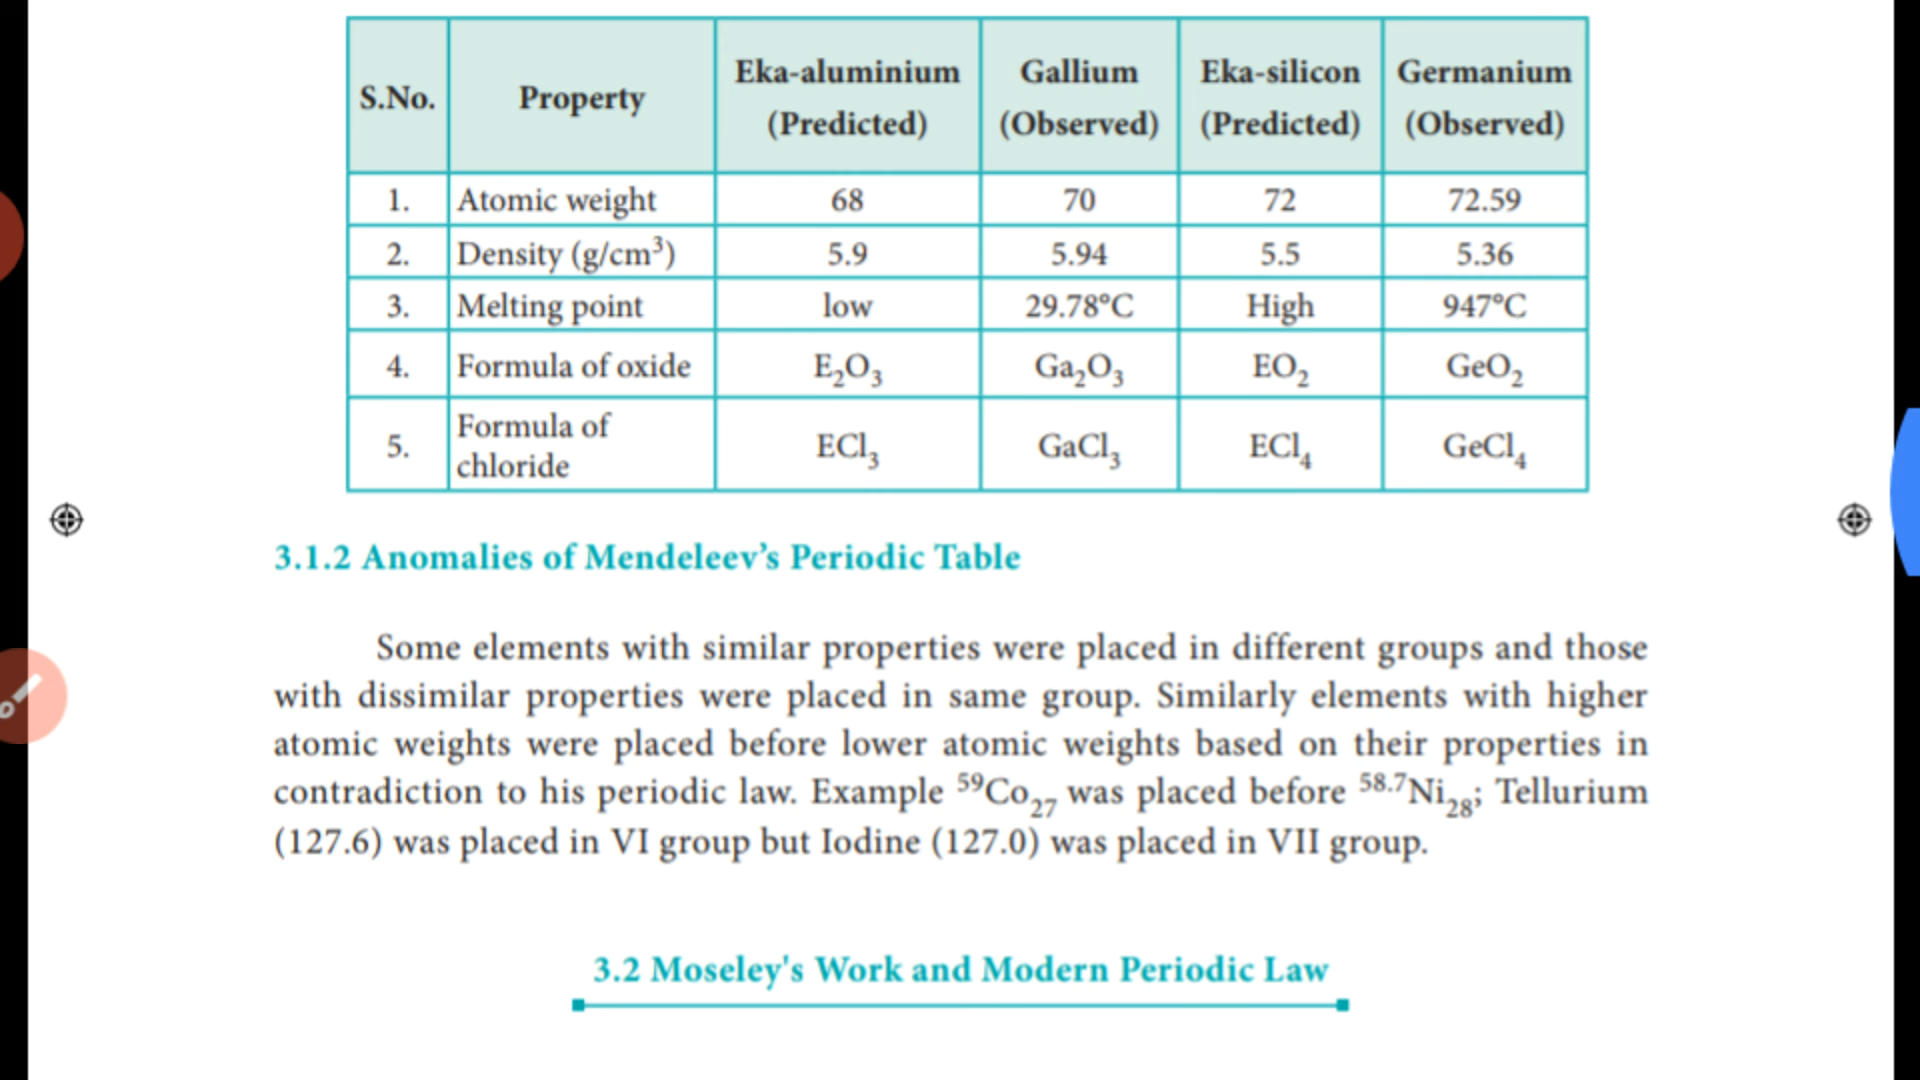 S.No. Property Eka-aluminium (Predicted) Gallium (Observed) Eka-silicon (Predicted) Germanium (Observed)
1. Atomic weight 68 70 72 72.59
2. Density (g/cm³) 5.9 5.94 5.5 5.36
3. Melting point low 29.78°C High 947°C
4. Formula of oxide E₂O₃ Ga₂O₃ EO₂ GeO₂
5. Formula of chloride ECl₃ GaCl₃ ECl₄ GeCl₄
3.1.2 Anomalies of Mendeleev’s Periodic Table
Some elements with similar properties were placed in different groups and those
with dissimilar properties were placed in same group. Similarly elements with higher
atomic weights were placed before lower atomic weights based on their properties in
contradiction to his periodic law. Example ⁵⁹Co₂₇ was placed before ⁵⁸·⁷Ni₂₈; Tellurium
(127.6) was placed in VI group but Iodine (127.0) was placed in VII group.
3.2 Moseley's Work and Modern Periodic Law